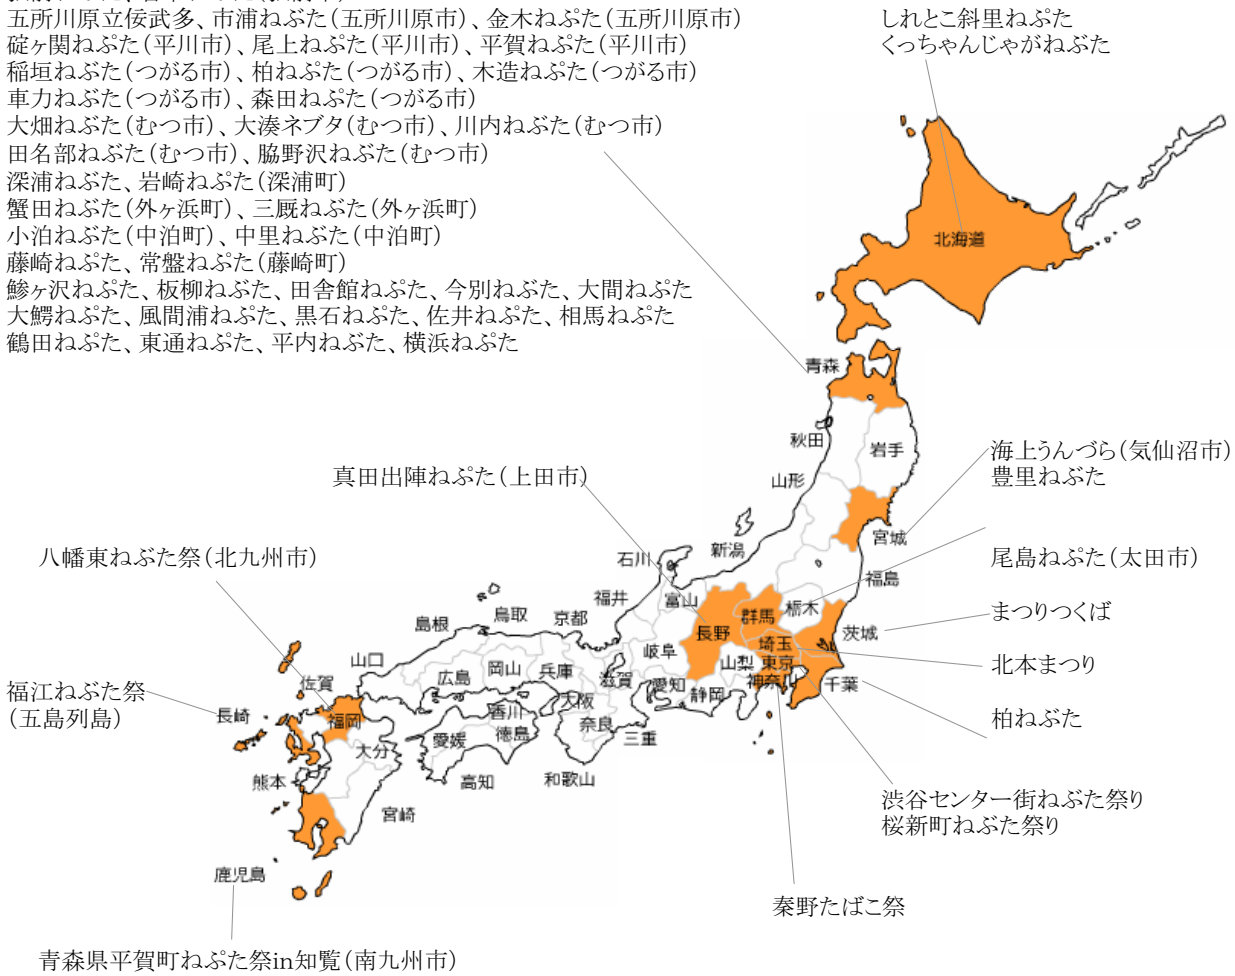 五所川原立佞武多、市浦ねぶた(五所川原市)、金木ねぷた(五所川原市)
碇ヶ関ねぷた(平川市)、尾上ねぷた(平川市)、平賀ねぷた(平川市)
稲垣ねぶた(つがる市)、柏ねぷた(つがる市)、木造ねぷた(つがる市)
車力ねぶた(つがる市)、森田ねぷた(つがる市)
大畑ねぶた(むつ市)、大湊ネブタ(むつ市)、川内ねぶた(むつ市)
田名部ねぶた(むつ市)、脇野沢ねぶた(むつ市)
深浦ねぶた、岩崎ねぷた(深浦町)
蟹田ねぶた(外ヶ浜町)、三厩ねぶた(外ヶ浜町)
小泊ねぶた(中泊町)、中里ねぶた(中泊町)
藤崎ねぷた、常盤ねぷた(藤崎町)
鰺ヶ沢ねぷた、板柳ねぶた、田舎館ねぷた、今別ねぶた、大間ねぶた
大鰐ねぷた、風間浦ねぶた、黒石ねぷた、佐井ねぶた、相馬ねぷた
鶴田ねぷた、東通ねぶた、平内ねぶた、横浜ねぶた
しれとこ斜里ねぷた
くっちゃんじゃがねぶた
北海道
青森
秋田
岩手
山形
海上うんづら(気仙沼市)
豊里ねぶた
真田出陣ねぷた(上田市)
宮城
新潟
石川
八幡東ねぶた祭(北九州市)
尾島ねぷた(太田市)
福島
福井
富山
群馬
栃木
まつりつくば
鳥取
京都
島根
長野
茨城
埼玉
岐阜
山口
岡山
兵庫
山梨
東京
北本まつり
佐賀
広島
滋賀
愛知
静岡
神奈川
千葉
福江ねぶた祭
(五島列島)
長崎
福岡
香川
大阪
柏ねぶた
愛媛
徳島
奈良
三重
大分
熊本
高知
和歌山
宮崎
渋谷センター街ねぶた祭り
桜新町ねぶた祭り
鹿児島
秦野たばこ祭
青森県平賀町ねぷた祭in知覧(南九州市)